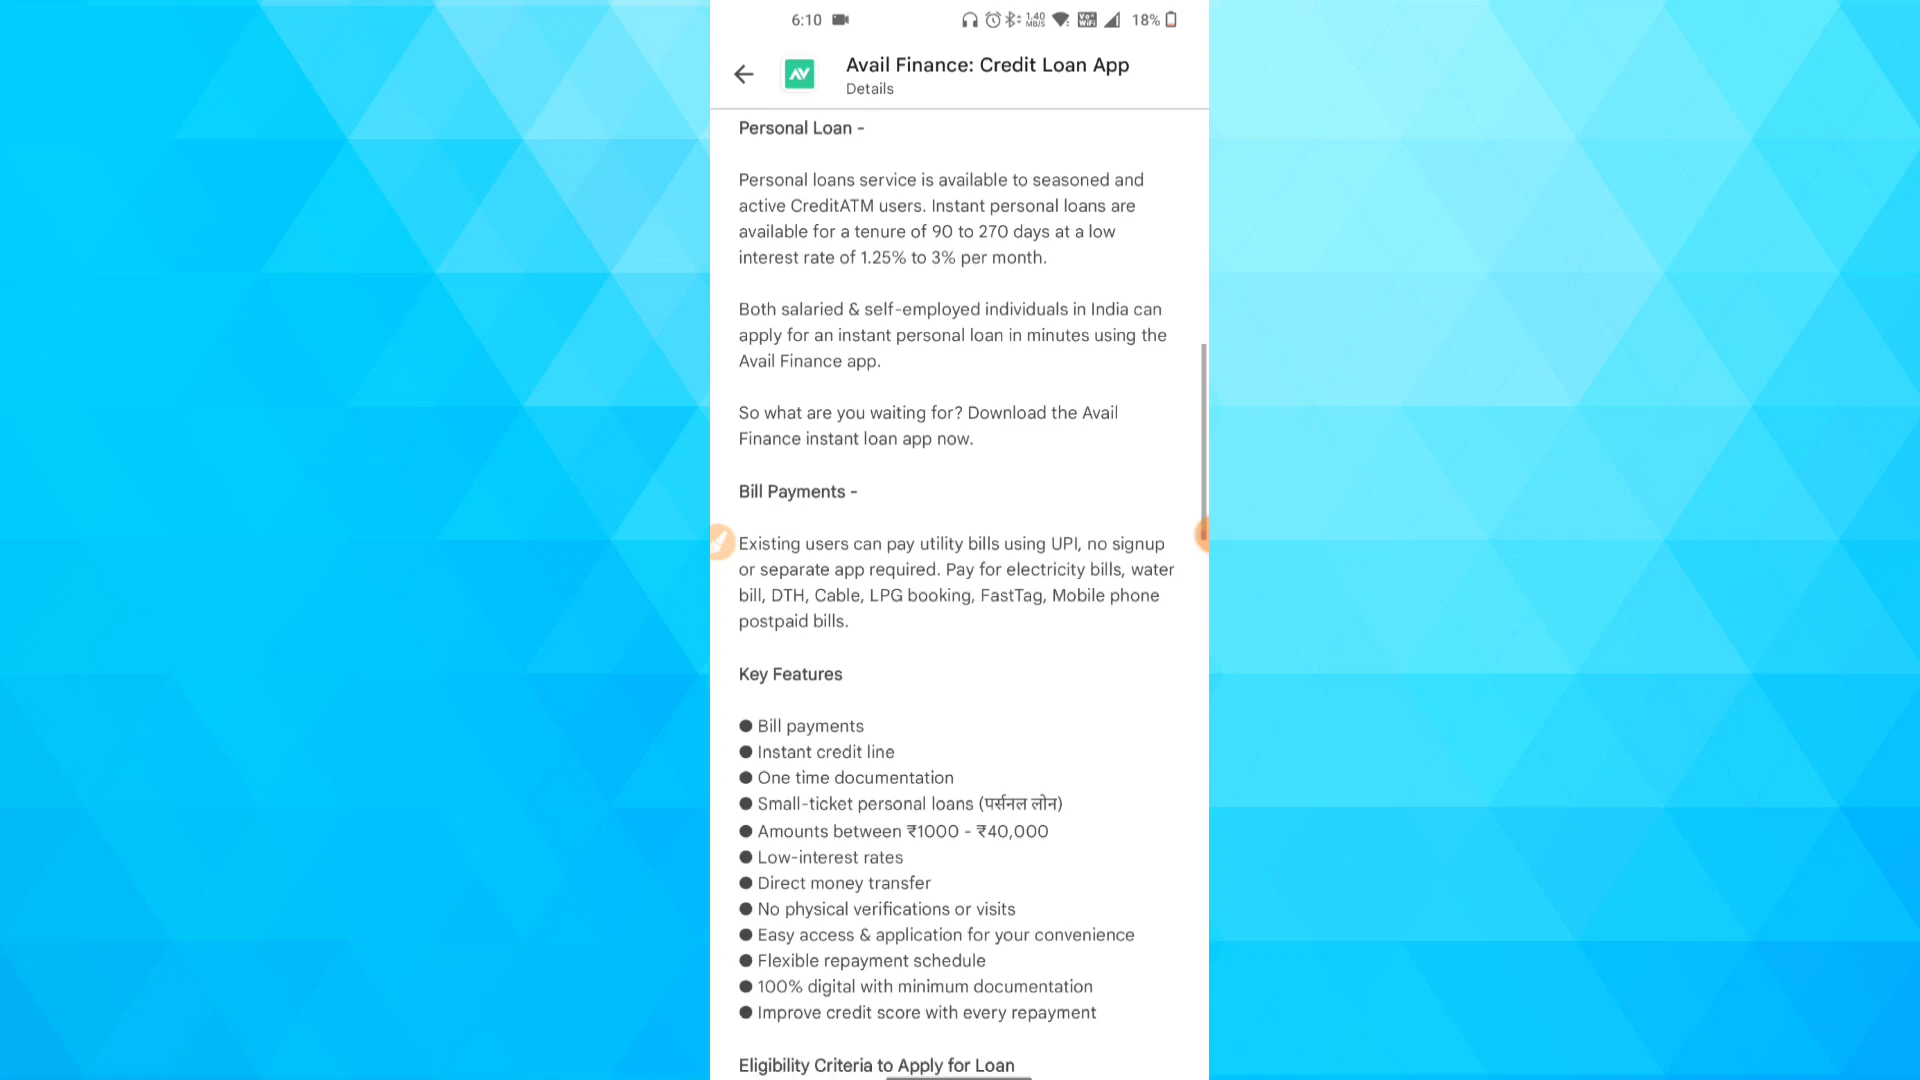 6:10 1.40 MB/S Vo WiFi 18%
Avail Finance: Credit Loan App
Details
Personal Loan -
Personal loans service is available to seasoned and
active CreditATM users. Instant personal loans are
available for a tenure of 90 to 270 days at a low
interest rate of 1.25% to 3% per month.
Both salaried & self-employed individuals in India can
apply for an instant personal loan in minutes using the
Avail Finance app.
So what are you waiting for? Download the Avail
Finance instant loan app now.
Bill Payments -
Existing users can pay utility bills using UPI, no signup
or separate app required. Pay for electricity bills, water
bill, DTH, Cable, LPG booking, FastTag, Mobile phone
postpaid bills.
Key Features
● Bill payments
● Instant credit line
● One time documentation
● Small-ticket personal loans (पर्सनल लोन)
● Amounts between ₹1000 - ₹40,000
● Low-interest rates
● Direct money transfer
● No physical verifications or visits
● Easy access & application for your convenience
● Flexible repayment schedule
● 100% digital with minimum documentation
● Improve credit score with every repayment
Eligibility Criteria to Apply for Loan